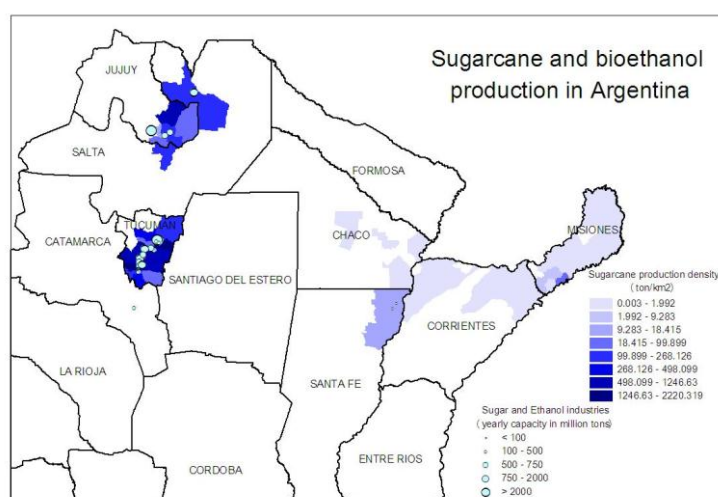 Sugarcane and bioethanol
production in Argentina
JUJUY
SALTA
FORMOSA
CHACO
MISIONES
TUCUMAN
CATAMARCA
SANTIAGO DEL ESTERO
CORRIENTES
LA RIOJA
SANTA FE
CORDOBA
ENTRE RIOS
Sugarcane production density
( ton/km2)
0.003 - 1.992
1.992 - 9.283
9.283 - 18.415
18.415 - 99.899
99.899 - 268.126
268.126 - 498.099
498.099 - 1246.63
1246.63 - 2220.319
Sugar and Ethanol industries
( yearly capacity in million tons)
< 100
100 - 500
500 - 750
750 - 2000
> 2000